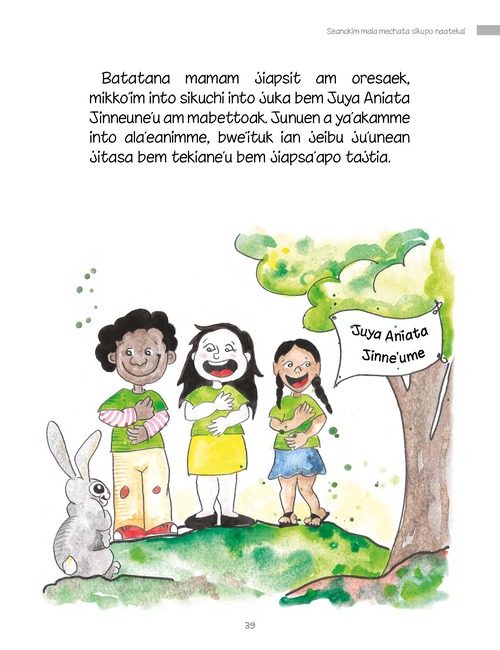 Seanokim mala mechata sikupo naatekai
Batatana mamam jiapsit am oresaek,
mikko'im into sikuchi into juka bem Juya Aniata
Jinneune'u am mabettoak. Junuen a ya'akamme
into ala'eanimme, bwe'ituk ian jeibu ju'unean
jitasa bem tekiane'u bem jiapsa'apo tajtia.
Juya Aniata
Jinne'ume
39